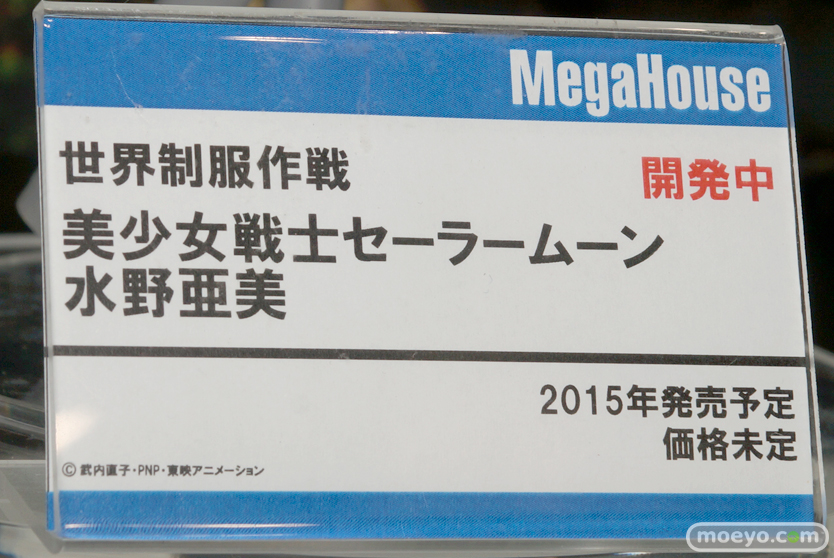 MegaHouse
世界制服作戦
開発中
美少女戦士セーラームーン
水野亜美
2015年発売予定
価格未定
© 武内直子・PNP・東映アニメーション
moeyo.com